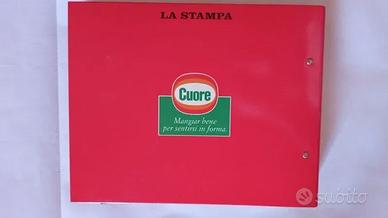 LA STAMPA
Cuore
Mangiar bene
per sentirsi in forma.
subito